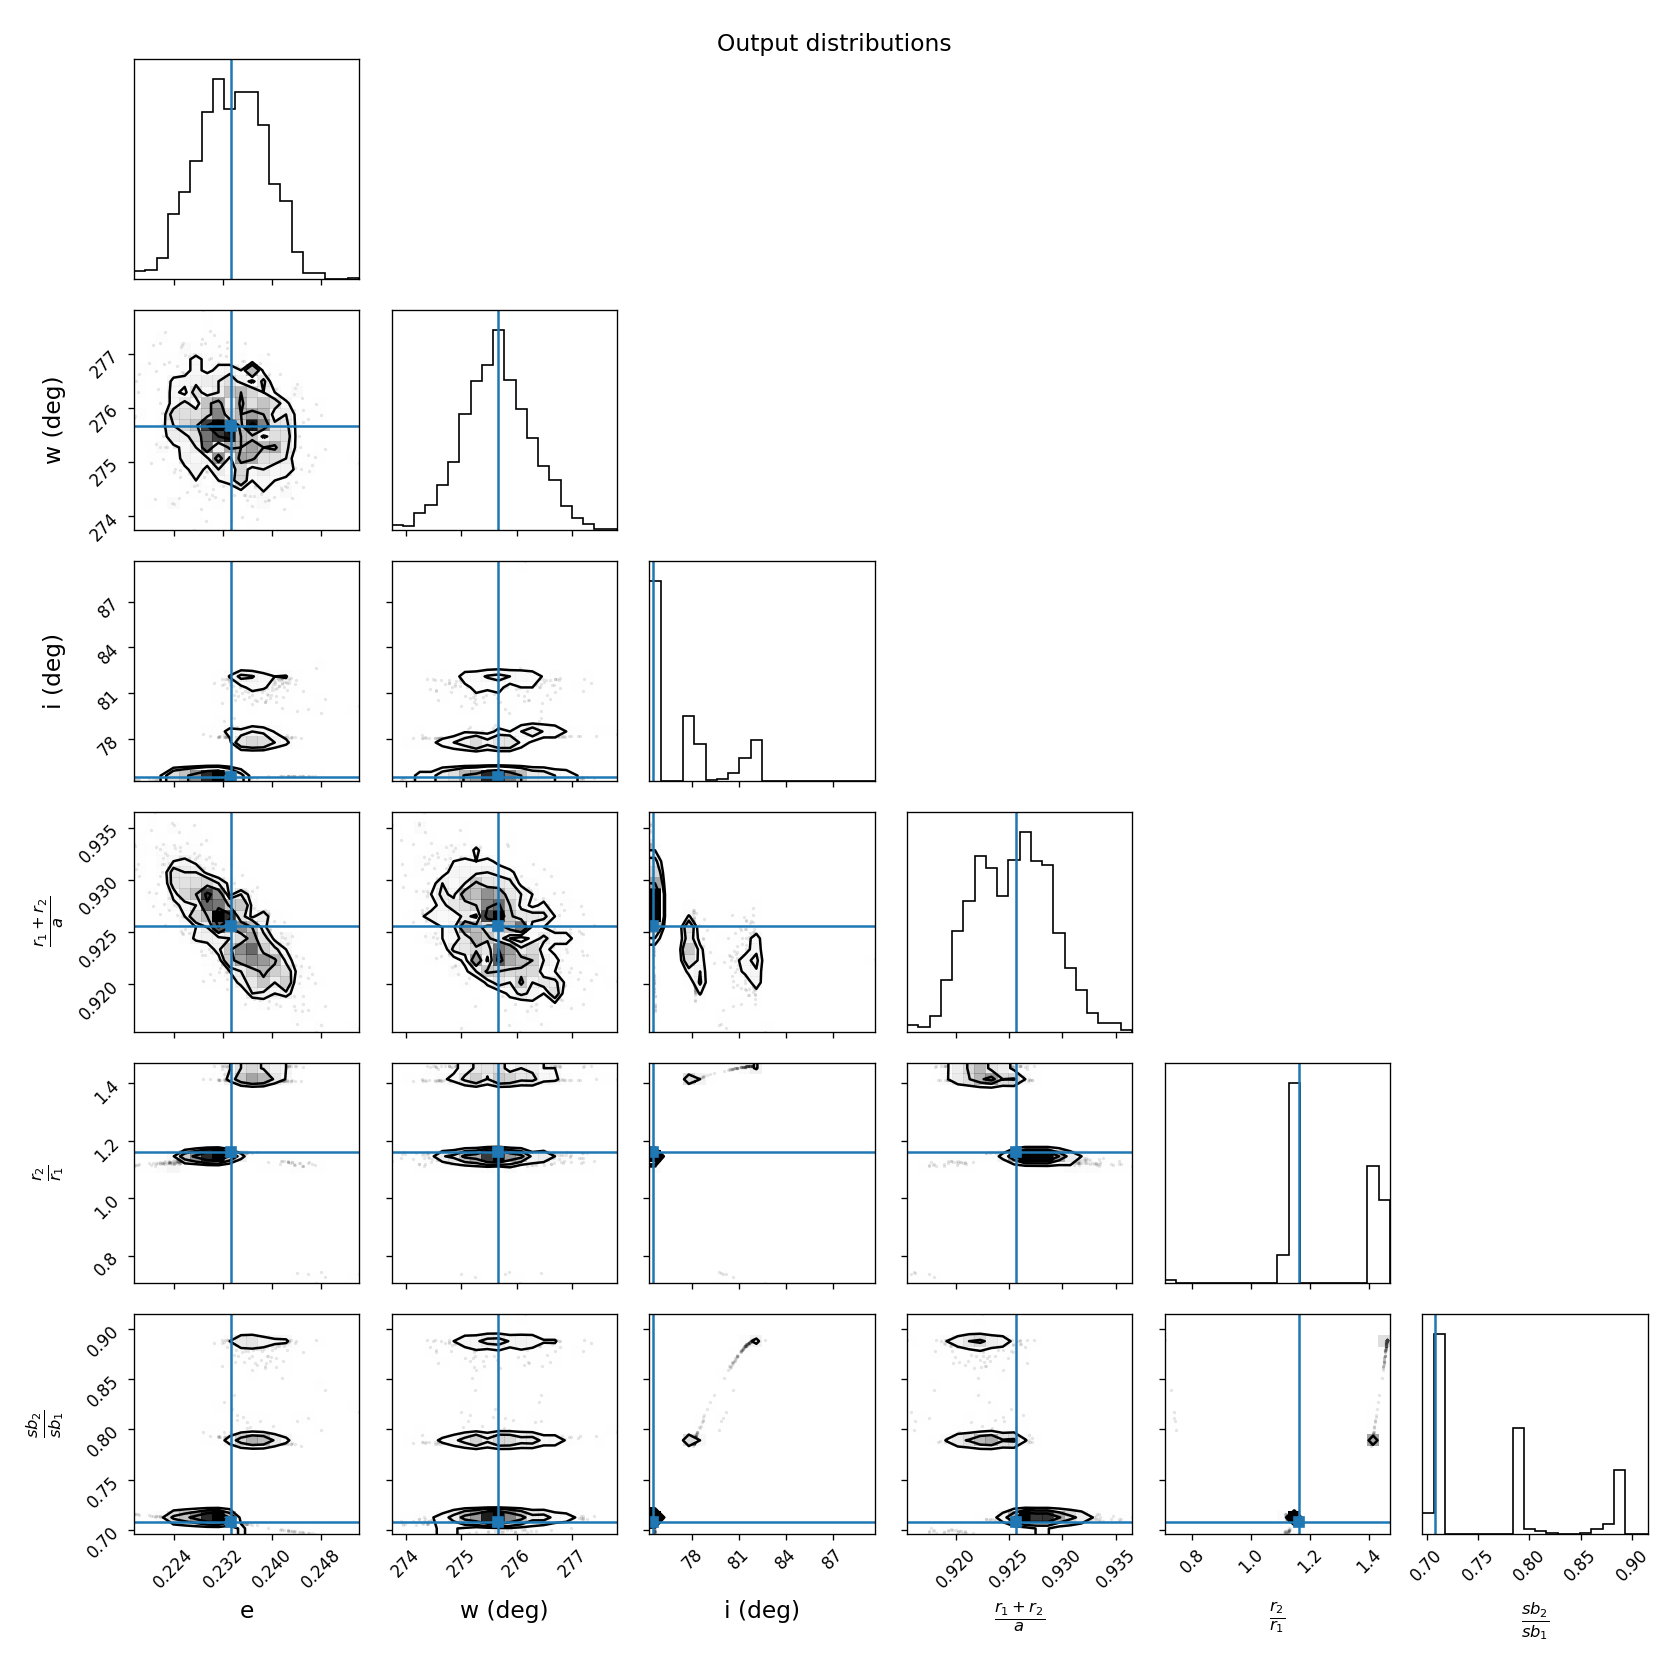 Output distributions
277
276
275
274
w (deg)
87
84
81
78
i (deg)
0.935
0.930
0.925
0.920
r₁ + r₂
a
1.4
1.2
1.0
0.8
r₂
r₁
0.90
0.85
0.80
0.75
0.70
sb₂
sb₁
0.224 0.232 0.240 0.248 274 275 276 277 78 81 84 87 0.920 0.925 0.930 0.935 0.8 1.0 1.2 1.4 0.70 0.75 0.80 0.85 0.90
e w (deg) i (deg) r₁ + r₂ r₂ sb₂
a r₁ sb₁